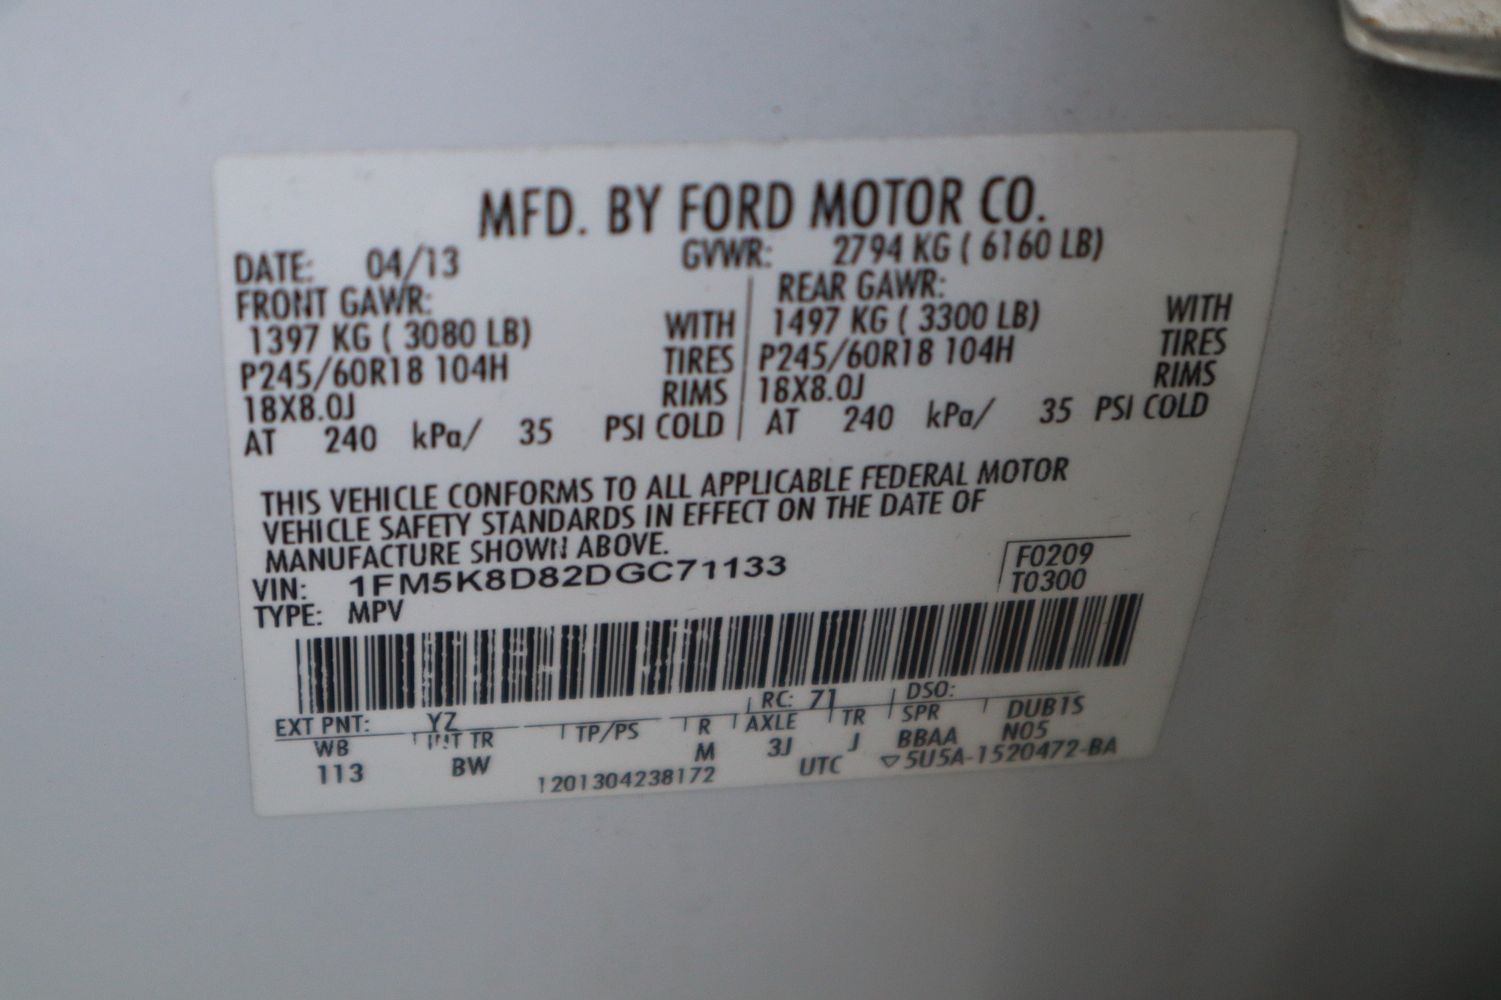 MFD. BY FORD MOTOR CO.
DATE: 04/13 GVWR: 2794 KG ( 6160 LB)
FRONT GAWR: REAR GAWR:
1397 KG ( 3080 LB) WITH 1497 KG ( 3300 LB) WITH
P245/60R18 104H TIRES P245/60R18 104H TIRES
18X8.0J RIMS 18X8.0J RIMS
AT 240 kPa/ 35 PSI COLD AT 240 kPa/ 35 PSI COLD
THIS VEHICLE CONFORMS TO ALL APPLICABLE FEDERAL MOTOR
VEHICLE SAFETY STANDARDS IN EFFECT ON THE DATE OF
MANUFACTURE SHOWN ABOVE.
VIN: 1FM5K8D82DGC71133 F0209
TYPE: MPV T0300
EXT PNT: YZ RC: 71 DSO:
WB INT TR TP/PS R AXLE TR SPR DUB1S
113 BW M 3J J BBAA N05
1201304238172 UTC ▽5U5A-1520472-BA